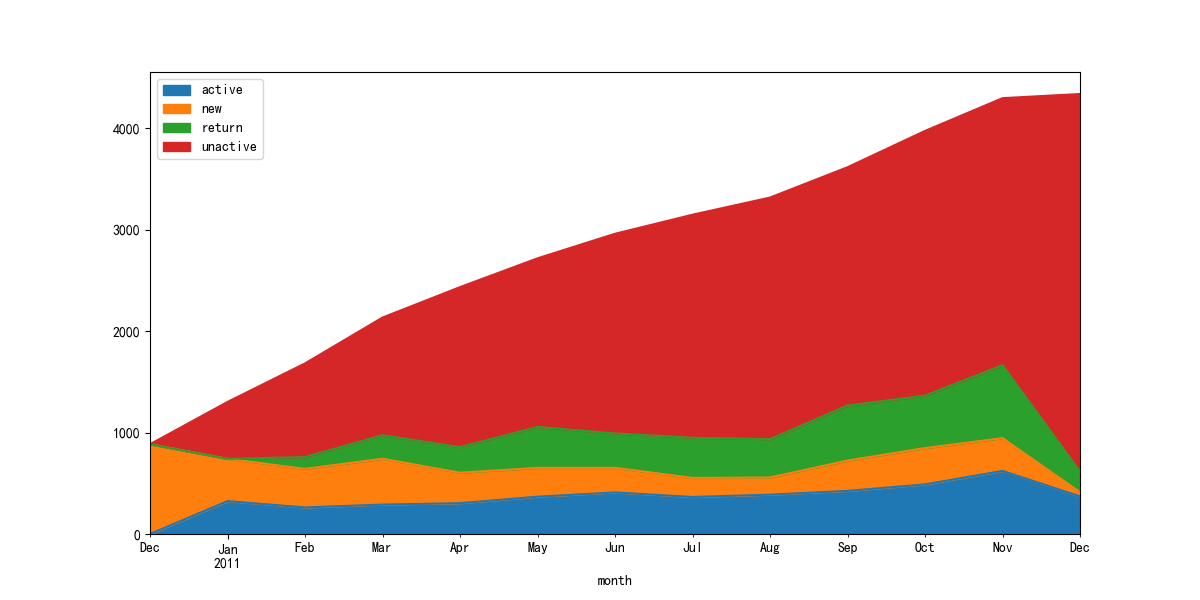 active
new
return
unactive
4000
3000
2000
1000
0
Dec Jan Feb Mar Apr May Jun Jul Aug Sep Oct Nov Dec
2011
month